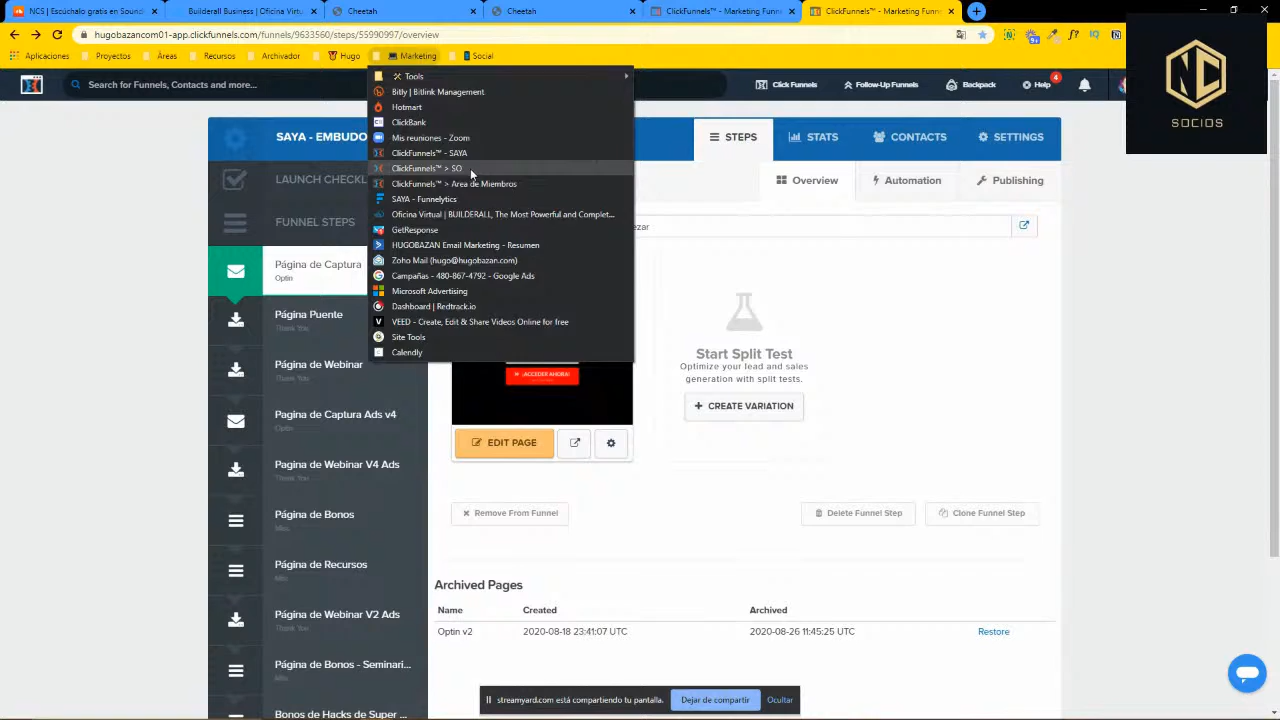 NCS | Escúchalo gratis en Soun
Builderall Business | Oficina Virtu
Cheetah
Cheetah
ClickFunnels™ - Marketing Funne
ClickFunnels™ - Marketing Funne
hugobazancom01-app.clickfunnels.com/funnels/9633560/steps/55990997/overview
Aplicaciones
Proyectos
Áreas
Recursos
Archivador
Hugo
Marketing
Social
Search for Funnels, Contacts and more...
Click Funnels
Follow-Up Funnels
Backpack
Help
4
NC
SOCIOS
Tools
Bitly | Bitlink Management
Hotmart
ClickBank
Mis reuniones - Zoom
ClickFunnels™ - SAYA
ClickFunnels™ > SO
ClickFunnels™ > Area de Miembros
SAYA - Funnelytics
Oficina Virtual | BUILDERALL, The Most Powerful and Complet...
GetResponse
HUGOBAZAN Email Marketing - Resumen
Zoho Mail (hugo@hugobazan.com)
Campañas - 480-867-4792 - Google Ads
Microsoft Advertising
Dashboard | Redtrack.io
VEED - Create, Edit & Share Videos Online for free
Site Tools
Calendly
SAYA - EMBUDO
STEPS
STATS
CONTACTS
SETTINGS
LAUNCH CHECKL
Overview
Automation
Publishing
FUNNEL STEPS
ezar
Página de Captura
Optin
Página Puente
Thank You
Página de Webinar
Thank You
Pagina de Captura Ads v4
Optin
Pagina de Webinar V4 Ads
Thank You
Página de Bonos
Misc
Página de Recursos
Misc
Página de Webinar V2 Ads
Thank You
Página de Bonos - Seminari...
Misc
Bonos de Hacks de Super ...
¡ACCEDER AHORA!
EDIT PAGE
Start Split Test
Optimize your lead and sales
generation with split tests.
CREATE VARIATION
Remove From Funnel
Delete Funnel Step
Clone Funnel Step
Archived Pages
Name
Created
Archived
Optin v2
2020-08-18 23:41:07 UTC
2020-08-26 11:45:25 UTC
Restore
streamyard.com está compartiendo tu pantalla.
Dejar de compartir
Ocultar